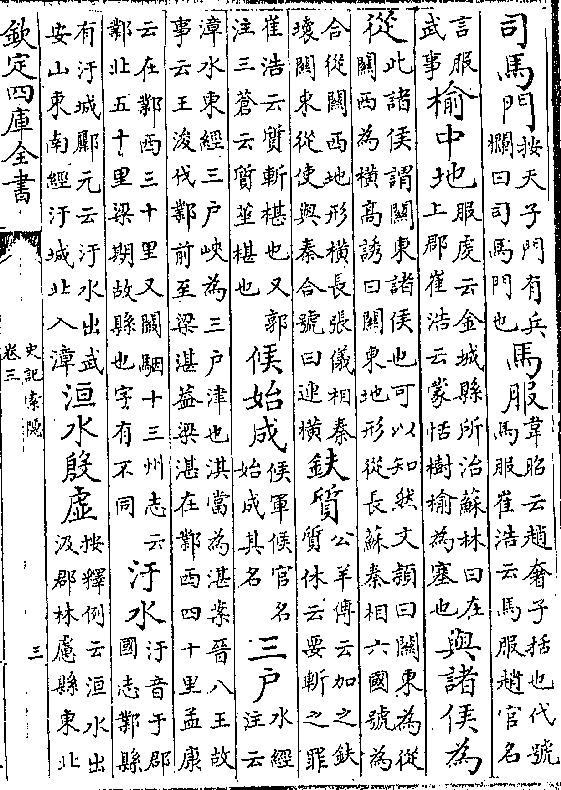 司馬門按天子門有兵欄曰司馬門也馬服韋昭云趙奢子括也代號馬服崔浩云馬服趙官名
言服武事榆中地服虔云金城縣所治蘇林曰在上郡崔浩云蒙恬樹榆為塞也與諸侯為
從此諸侯謂關東諸侯也可以知然文頴曰關東為從關西為横高誘曰關東地形從長蘇秦相六國號為
合從關西地形横長張儀相秦壞關東從使與秦合號曰連横鈇質公羊傳云加之鈇質休云要斬之罪
崔浩云質斬椹也又郭注三蒼云質莝椹也候始成候軍候官名始成其名三戶水經注云
漳水東經三戶峽為三戶津也淇當為湛案晉八王故事云王浚伐鄴前至梁湛葢梁湛在鄴西四十里孟康
云在鄴西三十里又闞駰十三州志云鄴北五十里梁期故縣也字有不同汙水汙音于郡國志鄴縣
有汙城酈元云汙水出武安山東南經汙城北入漳洹水殷虛按釋例云洹水出汲郡林慮縣東北
欽定四庫全書
史記索隱
卷三
三